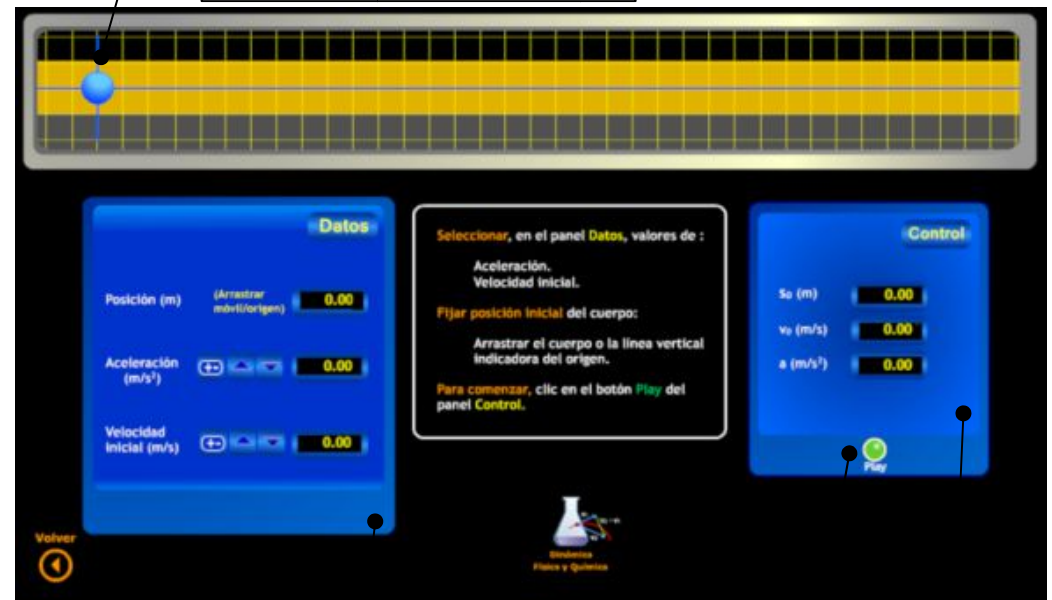 Datos
Posición (m)
(Arrastrar
móvil/origen)
0.00
Aceleración
(m/s²)
0.00
Velocidad
Inicial (m/s)
0.00
Seleccionar, en el panel Datos, valores de :
Aceleración.
Velocidad inicial.
Fijar posición inicial del cuerpo:
Arrastrar el cuerpo o la línea vertical
indicadora del origen.
Para comenzar, clic en el botón Play del
panel Control.
Control
S₀ (m)
0.00
v₀ (m/s)
0.00
a (m/s²)
0.00
Play
Volver
Dinámica
Física y Química